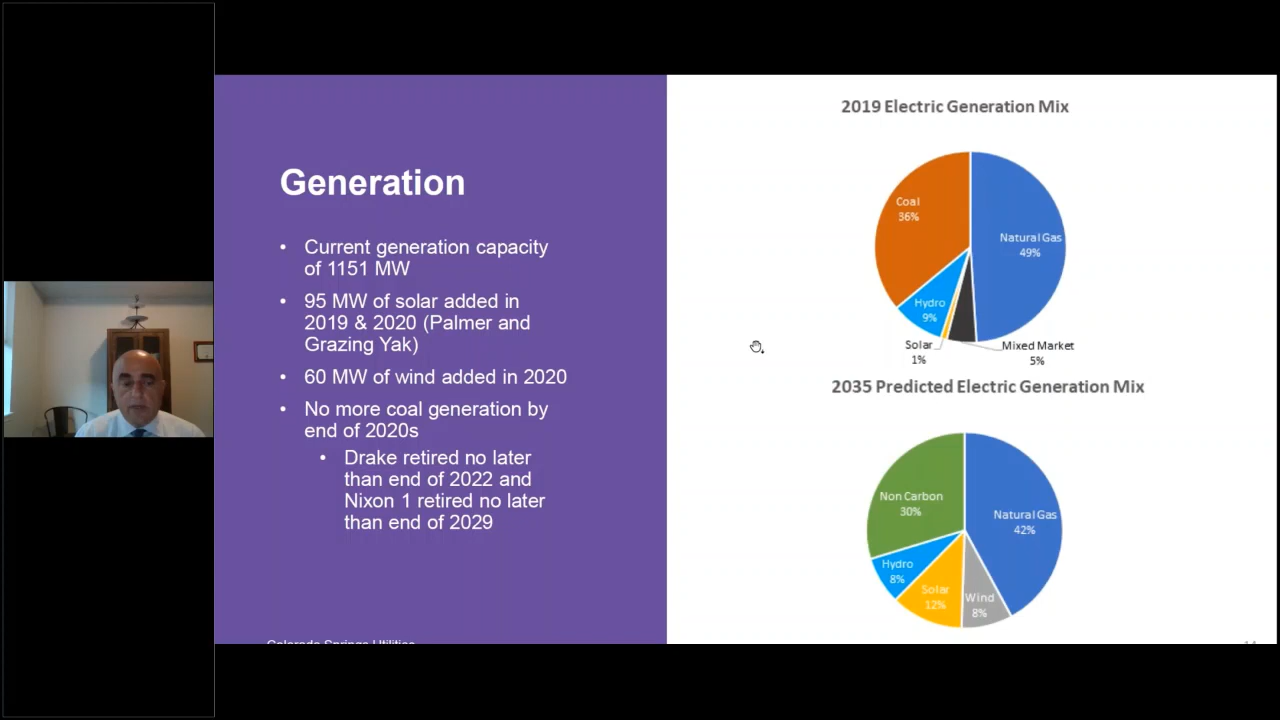 Generation
• Current generation capacity
of 1151 MW
• 95 MW of solar added in
2019 & 2020 (Palmer and
Grazing Yak)
• 60 MW of wind added in 2020
• No more coal generation by
end of 2020s
• Drake retired no later
than end of 2022 and
Nixon 1 retired no later
than end of 2029
Colorado Springs Utilities
2019 Electric Generation Mix
Coal
36%
Natural Gas
49%
Hydro
9%
Solar
1%
Mixed Market
5%
2035 Predicted Electric Generation Mix
Non Carbon
30%
Natural Gas
42%
Hydro
8%
Solar
12%
Wind
8%